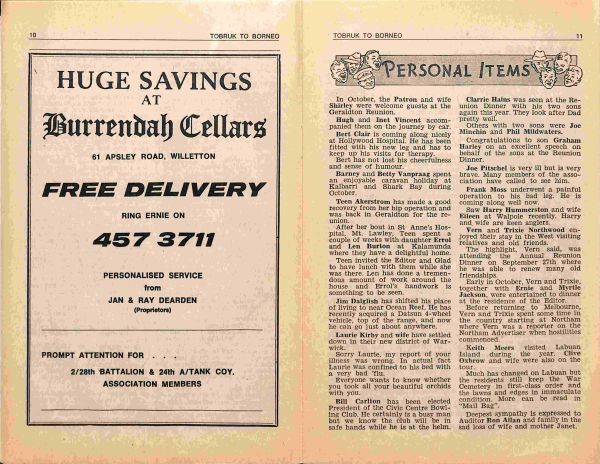 10
TOBRUK TO BORNEO
HUGE SAVINGS
AT
Burrendah Cellars
61 APSLEY ROAD, WILLETTON
FREE DELIVERY
RING ERNIE ON
457 3711
PERSONALISED SERVICE
from
JAN & RAY DEARDEN
(Proprietors)
PROMPT ATTENTION FOR . . .
2/28th BATTALION & 24th A/TANK COY.
ASSOCIATION MEMBERS
TOBRUK TO BORNEO
11
PERSONAL ITEMS
In October, the Patron and wife
Shirley were welcome guests at the
Geraldton Reunion.
Hugh and Inet Vincent accom-
panied them on the journey by car.
Bert Clair is coming along nicely
at Hollywood Hospital. He has been
fitted with his new leg and has to
keep up his visits for therapy.
Bert has not lost his cheerfulness
and sense of humour.
Barney and Betty Vanpraag spent
an enjoyable caravan holiday at
Kalbarri and Shark Bay during
October.
Teen Akerstrom has made a good
recovery from her hip operation and
was back in Geraldton for the re-
union.
After her bout in St Anne's Hos-
pital, Mt. Lawley, Teen spent a
couple of weeks with daughter Errol
and Len Burton at Kalamunda
where they have a delightful home.
Teen invited the Editor and Glad
to have lunch with them while she
was there. Len has done a tremen-
dous amount of work around the
house and Errol's handwork is
something to be seen.
Jim Dalglish has shifted his place
of living to near Ocean Reef. He has
recently acquired a Datsun 4-wheel
vehicle, top of the range, and now
he can go just about anywhere.
Laurie Kirby and wife have settled
down in their new district of War-
wick.
Sorry Laurie, my report of your
illness was wrong. In actual fact
Laurie was confined to his bed with
a very bad 'flu.
Everyone wants to know whether
you took all your beautiful orchids
with you.
Bill Carlton has been elected
President of the Civic Centre Bowl-
ing Club. He certainly is a busy man
but we know the club will be in
safe hands while he is at the helm.
Clarrie Hains was seen at the Re-
union Dinner with his two sons
again this year. They look after Dad
pretty well.
Others with two sons were Joe
Minchin and Phil Mildwaters.
Congratulations to son Graham
Harley on an excellent speech on
behalf of the sons at the Reunion
Dinner.
Joe Pitschel is very ill but is very
brave. Many members of the asso-
ciation have called to see him.
Frank Moss underwent a painful
operation to his bad leg. He is
coming along well now.
Saw Harry Hummerston and wife
Eileen at Walpole recently. Harry
and wife are keen anglers.
Vern and Trixie Northwood en-
joyed their stay in the West visiting
relatives and old friends.
The highlight, Vern said, was
attending the Annual Reunion
Dinner on September 27th where
he was able to renew many old
friendships.
Early in October, Vern and Trixie,
together with Ernie and Myrtle
Jackson, were entertained to dinner
at the residence of the Editor.
Before returning to Melbourne,
Vern and Trixie spent some time in
the country starting at Northam
where Vern was a reporter on the
Northam Advertiser when hostilities
commenced.
Keith Meers visited Labuan
Island during the year. Clive
Oxbrow and wife were also on the
tour.
Much has changed on Labuan but
the residents still keep the War
Cemetery in first-class order and
the lawns and edges in immaculate
condition. More can be read in
"Mail Bag".
Deepest sympathy is expressed to
Auditor Ron Allan and family in the
sad loss of wife and mother Janet.